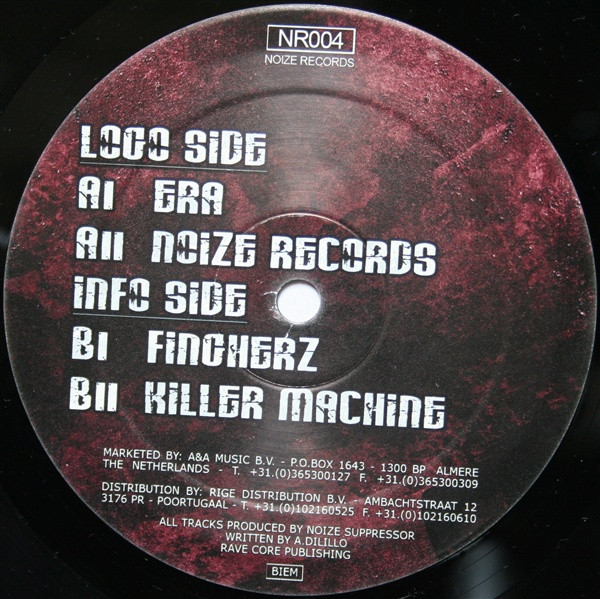 NR004
NOIZE RECORDS
LOGO SIDE
AI ERA
AII NOIZE RECORDS
INFO SIDE
BI FINGHERZ
BII KILLER MACHINE
MARKETED BY: A&A MUSIC B.V. - P.O.BOX 1643 - 1300 BP ALMERE
THE NETHERLANDS - T. +31.(0)365300127 F. +31.(0)365300309
DISTRIBUTION BY: RIGE DISTRIBUTION B.V. - AMBACHTSTRAAT 12
3176 PR - POORTUGAAL - T. +31.(0)102160525 F. +31.(0)102160610
ALL TRACKS PRODUCED BY NOIZE SUPPRESSOR
WRITTEN BY A.DILILLO
RAVE CORE PUBLISHING
BIEM